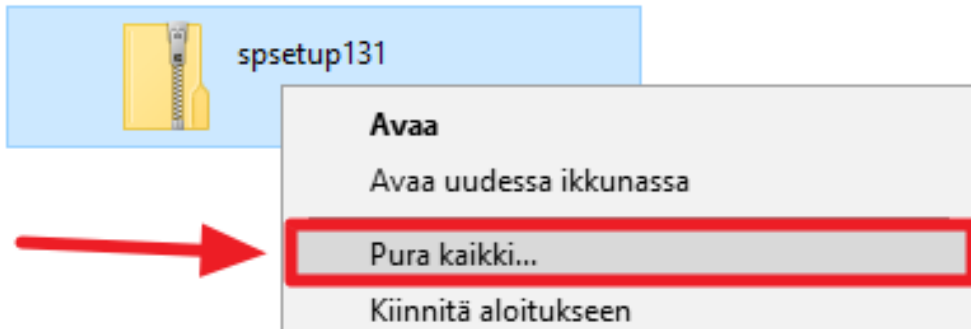 spsetup131
Avaa
Avaa uudessa ikkunassa
Pura kaikki...
Kiinnitä aloitukseen